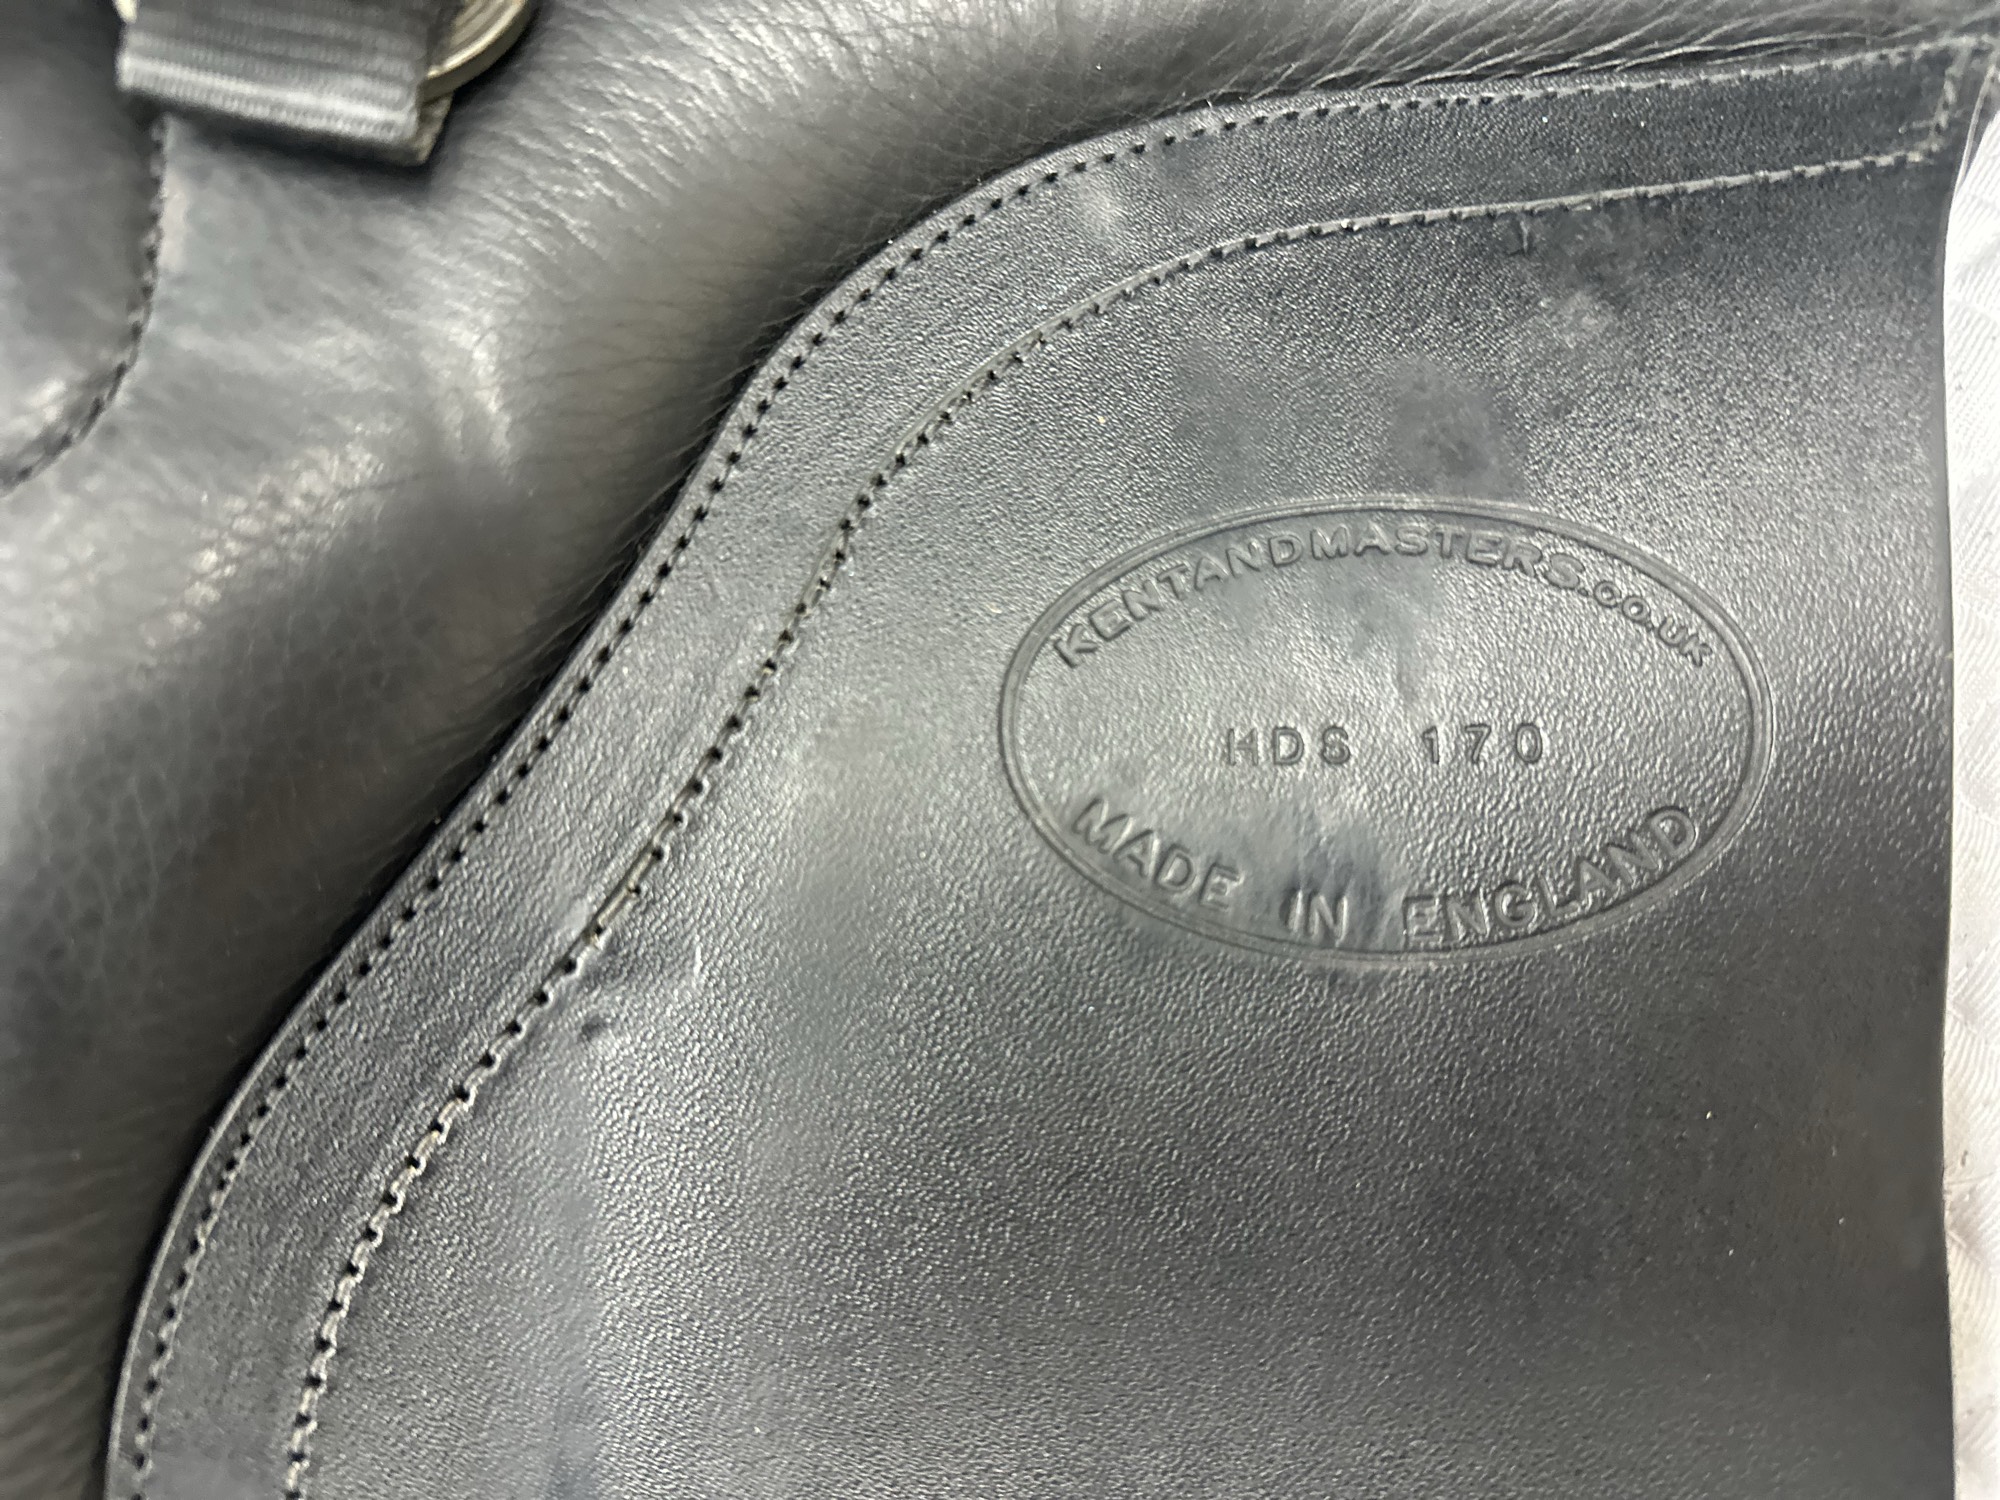 KENTANDMASTERS.CO.UK
HDS 170
MADE IN ENGLAND